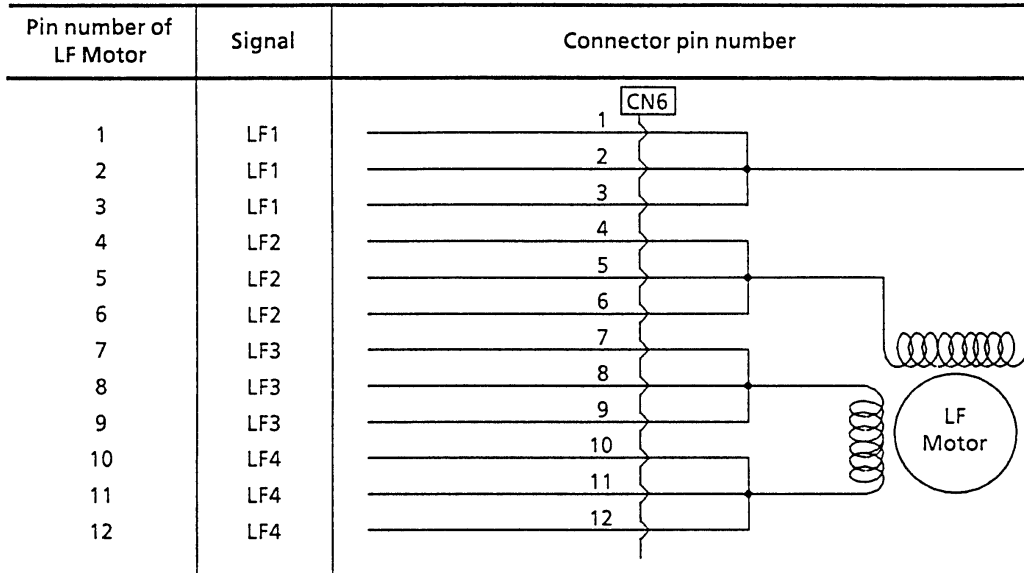 Pin number of
LF Motor
Signal
Connector pin number
CN6
1 LF1 1
2 LF1 2
3 LF1 3
4 LF2 4
5 LF2 5
6 LF2 6
7 LF3 7
8 LF3 8
9 LF3 9
10 LF4 10
11 LF4 11
12 LF4 12
LF
Motor